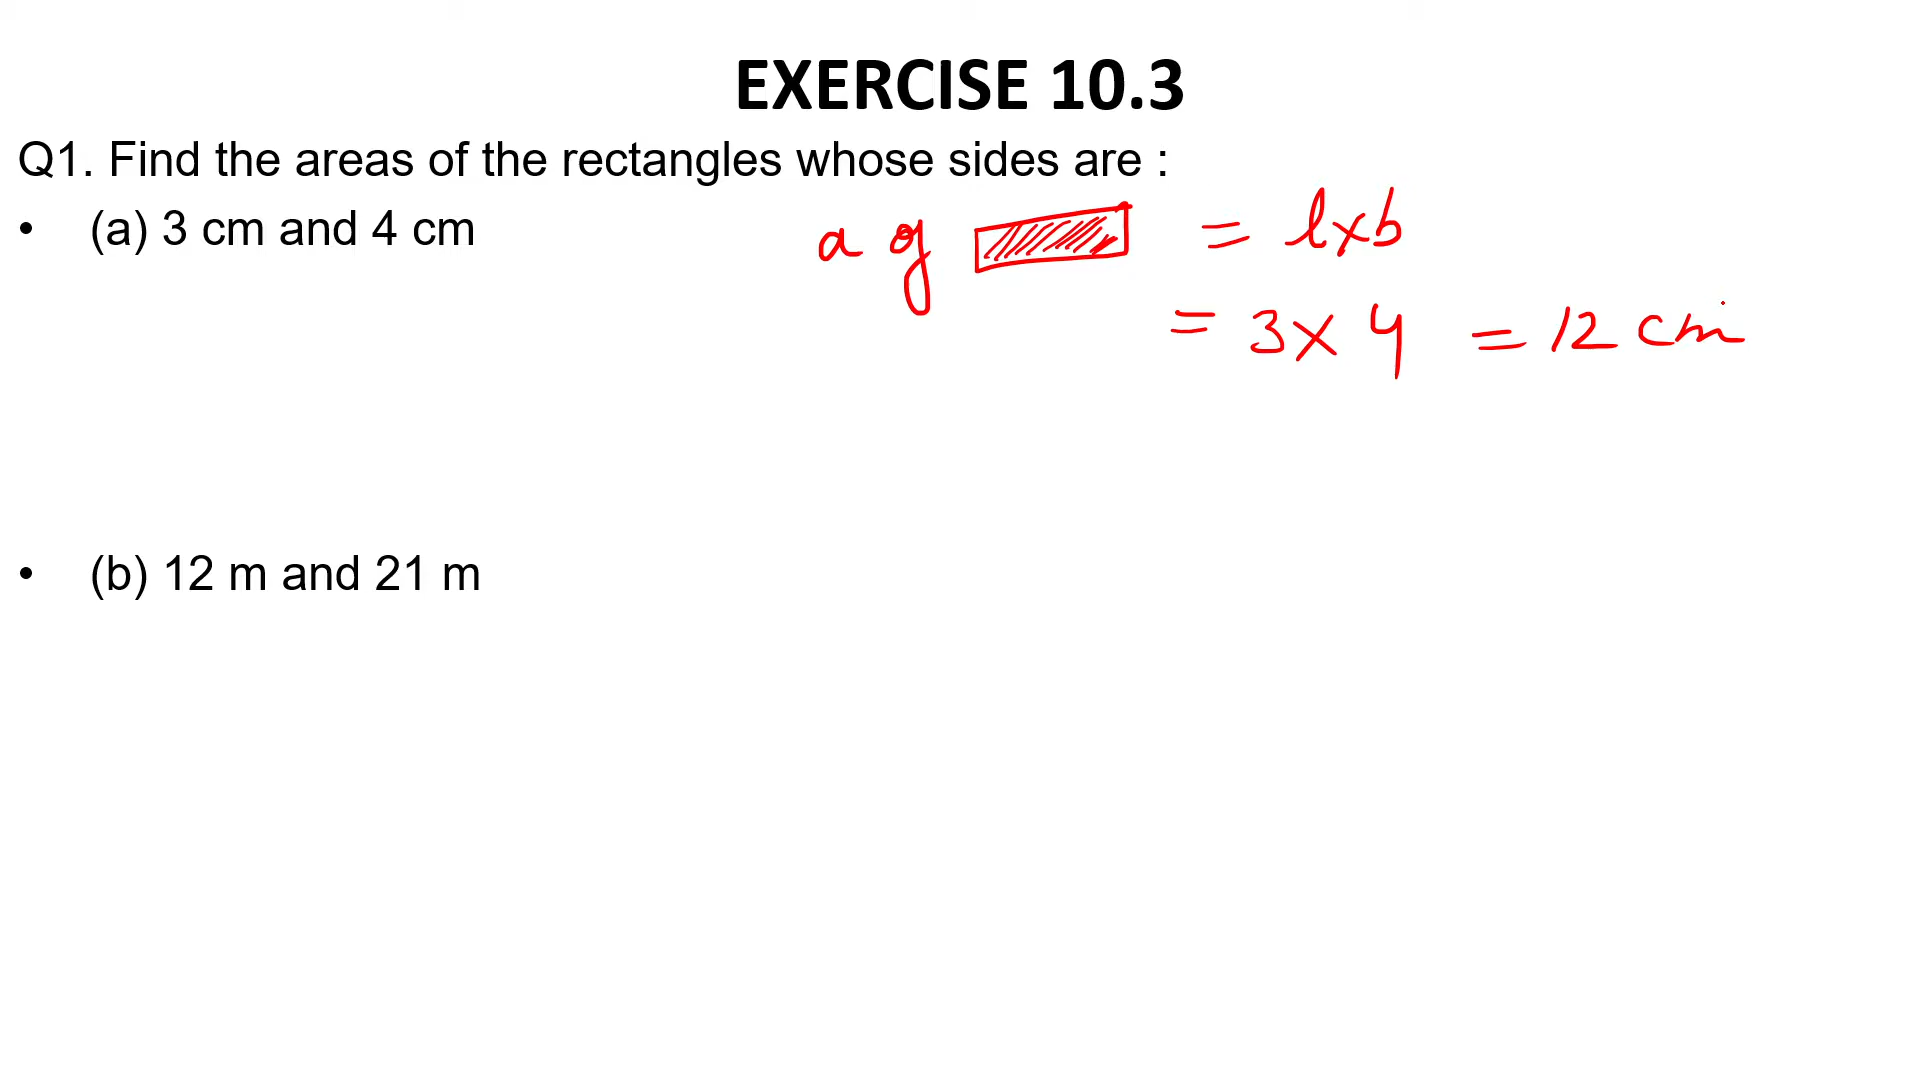 EXERCISE 10.3
Q1. Find the areas of the rectangles whose sides are :
• (a) 3 cm and 4 cm
a of = l×b
= 3 × 4 = 12 cm
• (b) 12 m and 21 m